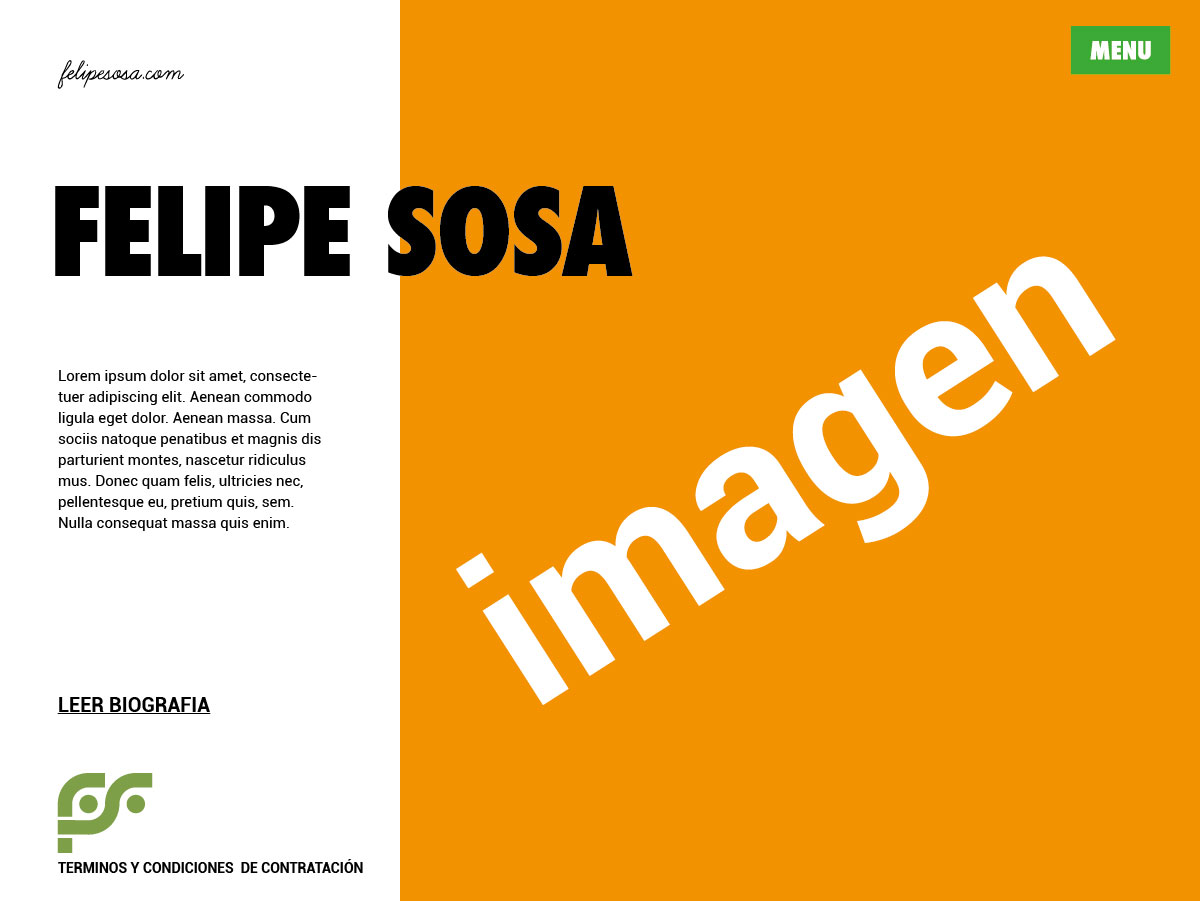 felipesosa.com
MENU
FELIPE SOSA
Lorem ipsum dolor sit amet, consecte-
tuer adipiscing elit. Aenean commodo
ligula eget dolor. Aenean massa. Cum
sociis natoque penatibus et magnis dis
parturient montes, nascetur ridiculus
mus. Donec quam felis, ultricies nec,
pellentesque eu, pretium quis, sem.
Nulla consequat massa quis enim.
imagen
LEER BIOGRAFIA
TERMINOS Y CONDICIONES  DE CONTRATACIÓN